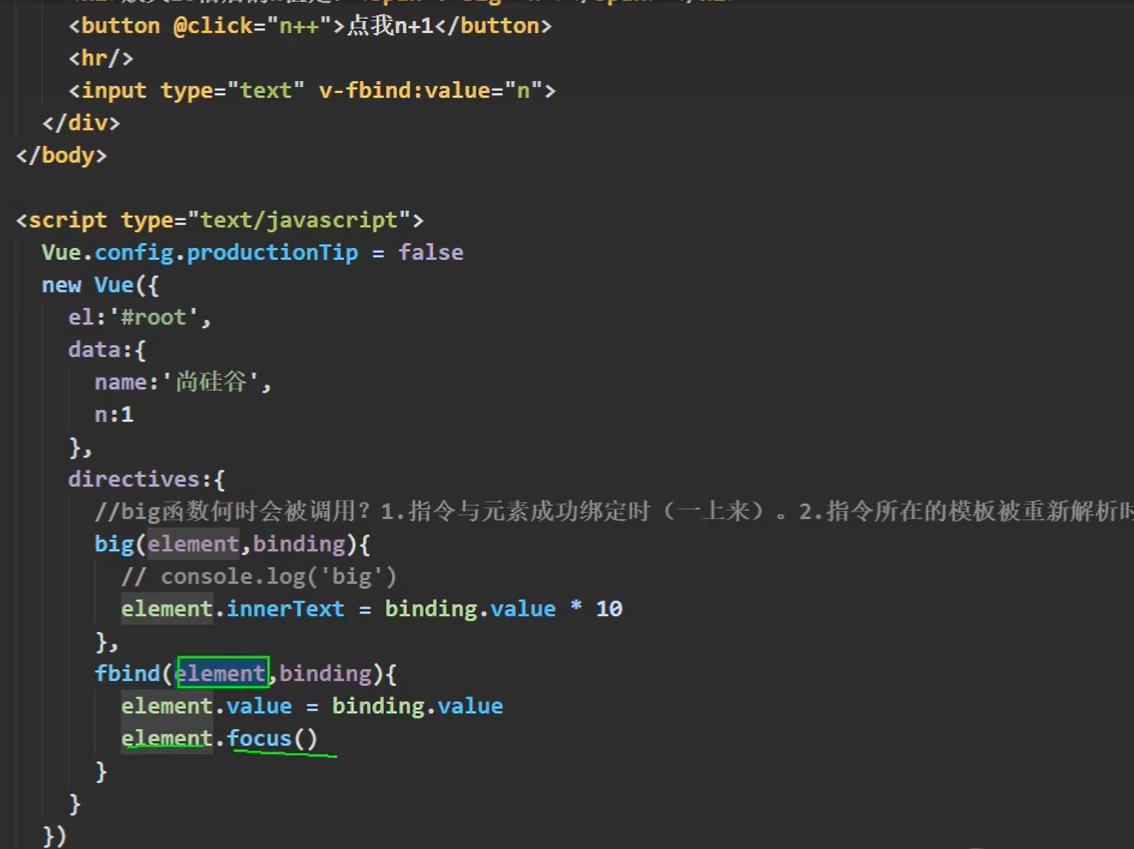 <button @click="n++">点我n+1</button>
<hr/>
<input type="text" v-fbind:value="n">
</div>
</body>
<script type="text/javascript">
Vue.config.productionTip = false
new Vue({
el:'#root',
data:{
name:'尚硅谷',
n:1
},
directives:{
//big函数何时会被调用？1.指令与元素成功绑定时（一上来）。2.指令所在的模板被重新解析时
big(element,binding){
// console.log('big')
element.innerText = binding.value * 10
},
fbind(element,binding){
element.value = binding.value
element.focus()
}
}
})